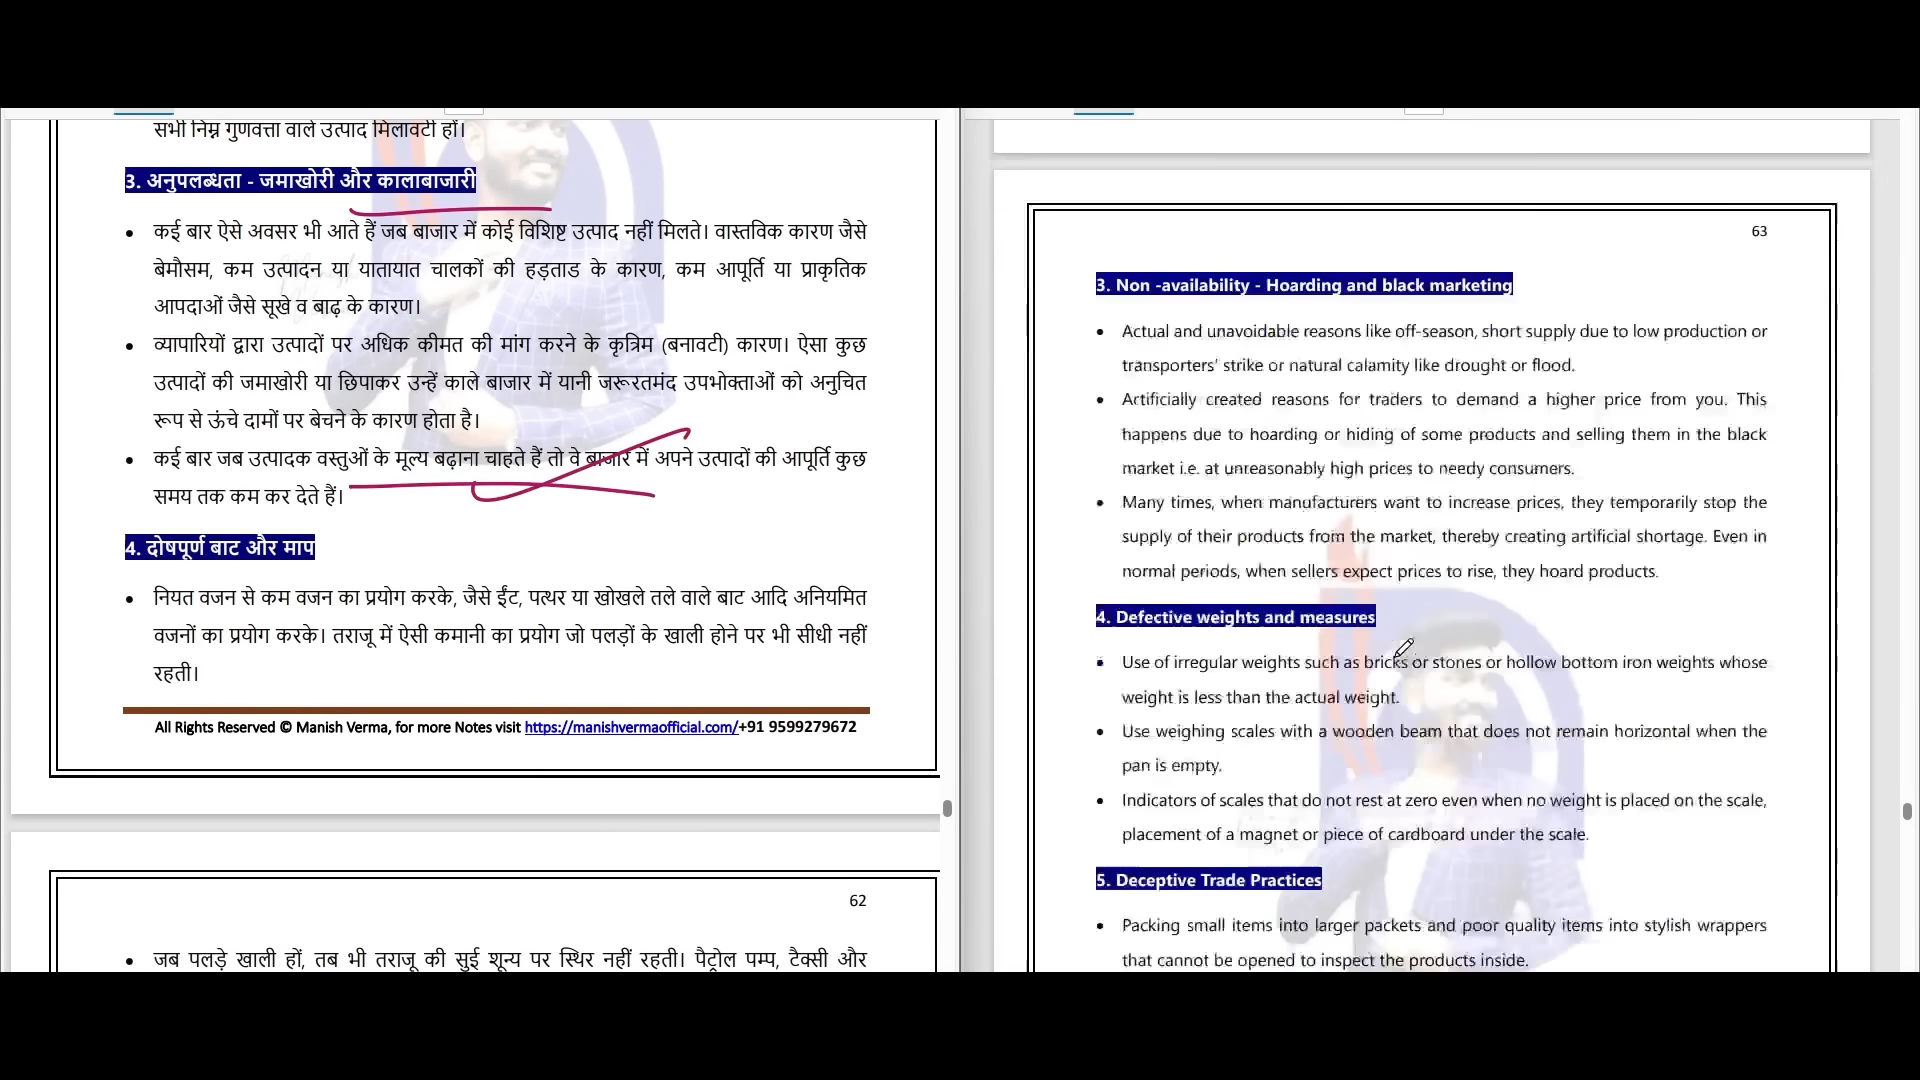 सभी निम्न गुणवत्ता वाले उत्पाद मिलावटी हों।
3. अनुपलब्धता - जमाखोरी और कालाबाजारी
• कई बार ऐसे अवसर भी आते हैं जब बाजार में कोई विशिष्ट उत्पाद नहीं मिलते। वास्तविक कारण जैसे
बेमौसम, कम उत्पादन या यातायात चालकों की हड़ताड के कारण, कम आपूर्ति या प्राकृतिक
आपदाओं जैसे सूखे व बाढ़ के कारण।
• व्यापारियों द्वारा उत्पादों पर अधिक कीमत की मांग करने के कृत्रिम (बनावटी) कारण। ऐसा कुछ
उत्पादों की जमाखोरी या छिपाकर उन्हें काले बाजार में यानी जरूरतमंद उपभोक्ताओं को अनुचित
रूप से ऊंचे दामों पर बेचने के कारण होता है।
• कई बार जब उत्पादक वस्तुओं के मूल्य बढ़ाना चाहते हैं तो वे बाजार में अपने उत्पादों की आपूर्ति कुछ
समय तक कम कर देते हैं।
4. दोषपूर्ण बाट और माप
• नियत वजन से कम वजन का प्रयोग करके, जैसे ईंट, पत्थर या खोखले तले वाले बाट आदि अनियमित
वजनों का प्रयोग करके। तराजू में ऐसी कमानी का प्रयोग जो पलड़ों के खाली होने पर भी सीधी नहीं
रहती।
All Rights Reserved © Manish Verma, for more Notes visit https://manishvermaofficial.com/+91 9599279672
62
• जब पलड़े खाली हों, तब भी तराजू की सुई शून्य पर स्थिर नहीं रहती। पैट्रोल पम्प, टैक्सी और
63
3. Non -availability - Hoarding and black marketing
• Actual and unavoidable reasons like off-season, short supply due to low production or
transporters' strike or natural calamity like drought or flood.
• Artificially created reasons for traders to demand a higher price from you. This
happens due to hoarding or hiding of some products and selling them in the black
market i.e. at unreasonably high prices to needy consumers.
• Many times, when manufacturers want to increase prices, they temporarily stop the
supply of their products from the market, thereby creating artificial shortage. Even in
normal periods, when sellers expect prices to rise, they hoard products.
4. Defective weights and measures
• Use of irregular weights such as bricks or stones or hollow bottom iron weights whose
weight is less than the actual weight.
• Use weighing scales with a wooden beam that does not remain horizontal when the
pan is empty.
• Indicators of scales that do not rest at zero even when no weight is placed on the scale,
placement of a magnet or piece of cardboard under the scale.
5. Deceptive Trade Practices
• Packing small items into larger packets and poor quality items into stylish wrappers
that cannot be opened to inspect the products inside.